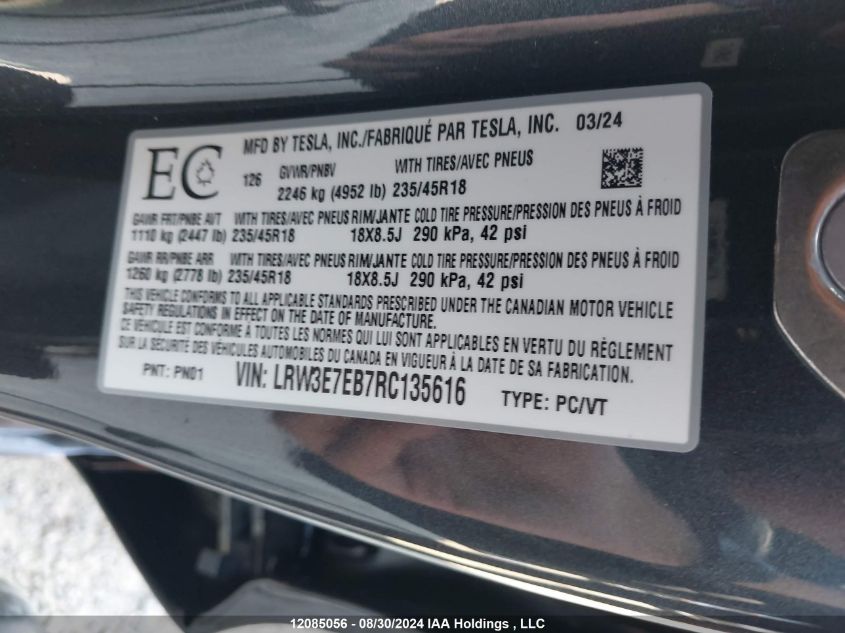 MFD BY TESLA, INC./FABRIQUÉ PAR TESLA, INC. 03/24
EC 126 GVWR/PNBV WITH TIRES/AVEC PNEUS
2246 kg (4952 lb) 235/45R18
GAWR FRT/PNBE AVT WITH TIRES/AVEC PNEUS RIM/JANTE COLD TIRE PRESSURE/PRESSION DES PNEUS À FROID
1110 kg (2447 lb) 235/45R18 18X8.5J 290 kPa, 42 psi
GAWR RR/PNBE ARR WITH TIRES/AVEC PNEUS RIM/JANTE COLD TIRE PRESSURE/PRESSION DES PNEUS À FROID
1260 kg (2778 lb) 235/45R18 18X8.5J 290 kPa, 42 psi
THIS VEHICLE CONFORMS TO ALL APPLICABLE STANDARDS PRESCRIBED UNDER THE CANADIAN MOTOR VEHICLE
SAFETY REGULATIONS IN EFFECT ON THE DATE OF MANUFACTURE.
CE VÉHICULE EST CONFORME À TOUTES LES NORMES QUI LUI SONT APPLICABLES EN VERTU DU RÈGLEMENT
SUR LA SÉCURITÉ DES VÉHICULES AUTOMOBILES DU CANADA EN VIGUEUR À LA DATE DE SA FABRICATION.
PNT: PN01 VIN: LRW3E7EB7RC135616 TYPE: PC/VT
12085056 - 08/30/2024 IAA Holdings , LLC